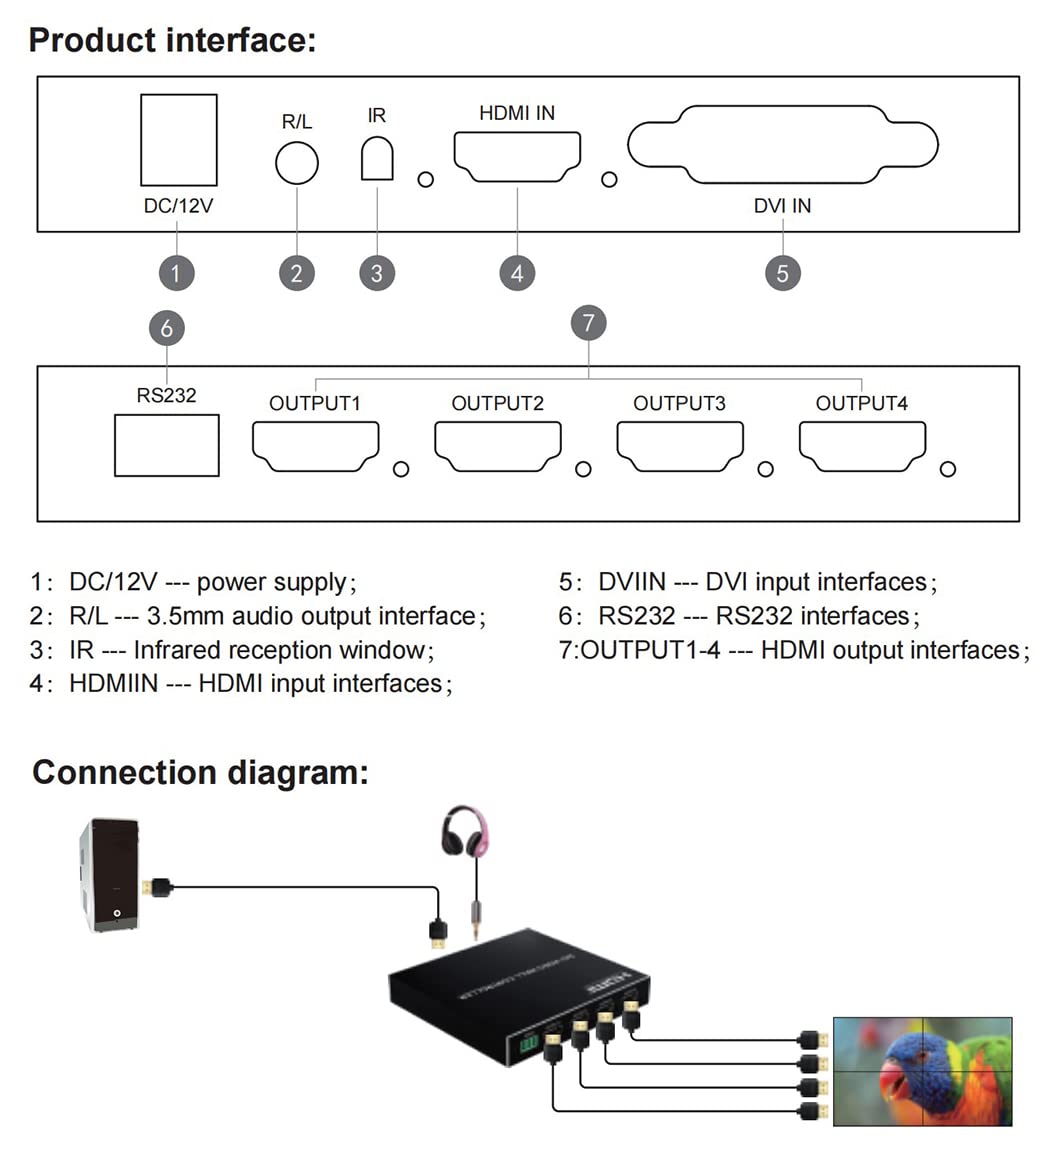 Product interface:
R/L
IR
HDMI IN
DC/12V
DVI IN
1
2
3
4
5
6
7
RS232
OUTPUT1
OUTPUT2
OUTPUT3
OUTPUT4
1: DC/12V --- power supply;
2: R/L --- 3.5mm audio output interface;
3: IR --- Infrared reception window;
4: HDMIIN --- HDMI input interfaces;
5: DVIIN --- DVI input interfaces;
6: RS232 --- RS232 interfaces;
7:OUTPUT1-4 --- HDMI output interfaces;
Connection diagram:
HDMI